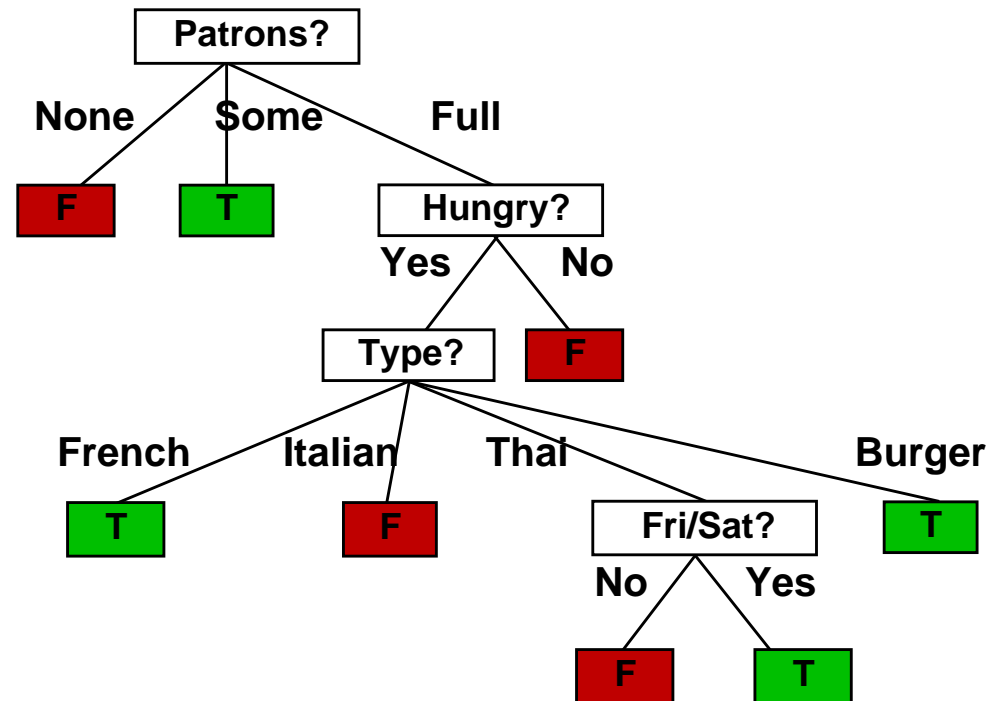 Patrons?
None Some Full
F T Hungry?
Yes No
Type? F
French Italian Thai Burger
T F Fri/Sat? T
No Yes
F T